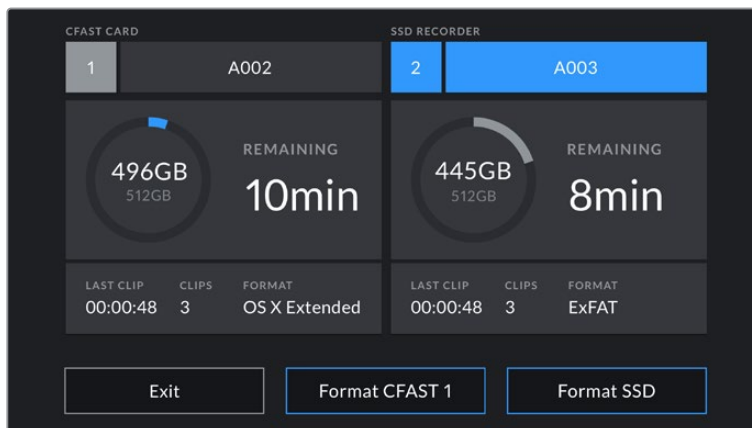 CFAST CARD
1 A002
496GB
512GB
REMAINING
10min
LAST CLIP CLIPS FORMAT
00:00:48 3 OS X Extended
SSD RECORDER
2 A003
445GB
512GB
REMAINING
8min
LAST CLIP CLIPS FORMAT
00:00:48 3 ExFAT
Exit Format CFAST 1 Format SSD